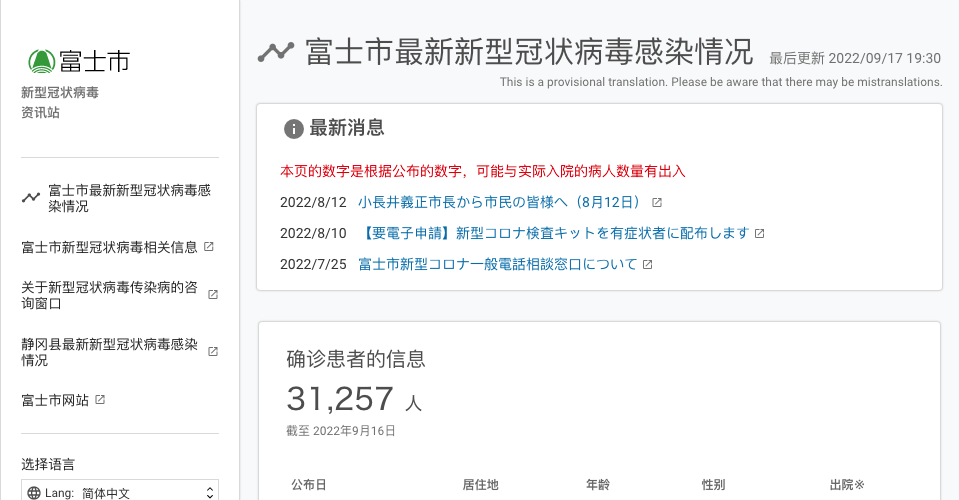 富士市
新型冠状病毒
资讯站
富士市最新新型冠状病毒感
染情况
富士市新型冠状病毒相关信息
关于新型冠状病毒传染病的咨
询窗口
静冈县最新新型冠状病毒感染
情况
富士市网站
选择语言
Lang: 简体中文
富士市最新新型冠状病毒感染情况 最后更新 2022/09/17 19:30
This is a provisional translation. Please be aware that there may be mistranslations.
最新消息
本页的数字是根据公布的数字，可能与实际入院的病人数量有出入
2022/8/12 小長井義正市長から市民の皆様へ（8月12日）
2022/8/10 【要電子申請】新型コロナ検査キットを有症状者に配布します
2022/7/25 富士市新型コロナ一般電話相談窓口について
确诊患者的信息
31,257 人
截至 2022年9月16日
公布日 居住地 年龄 性别 出院※